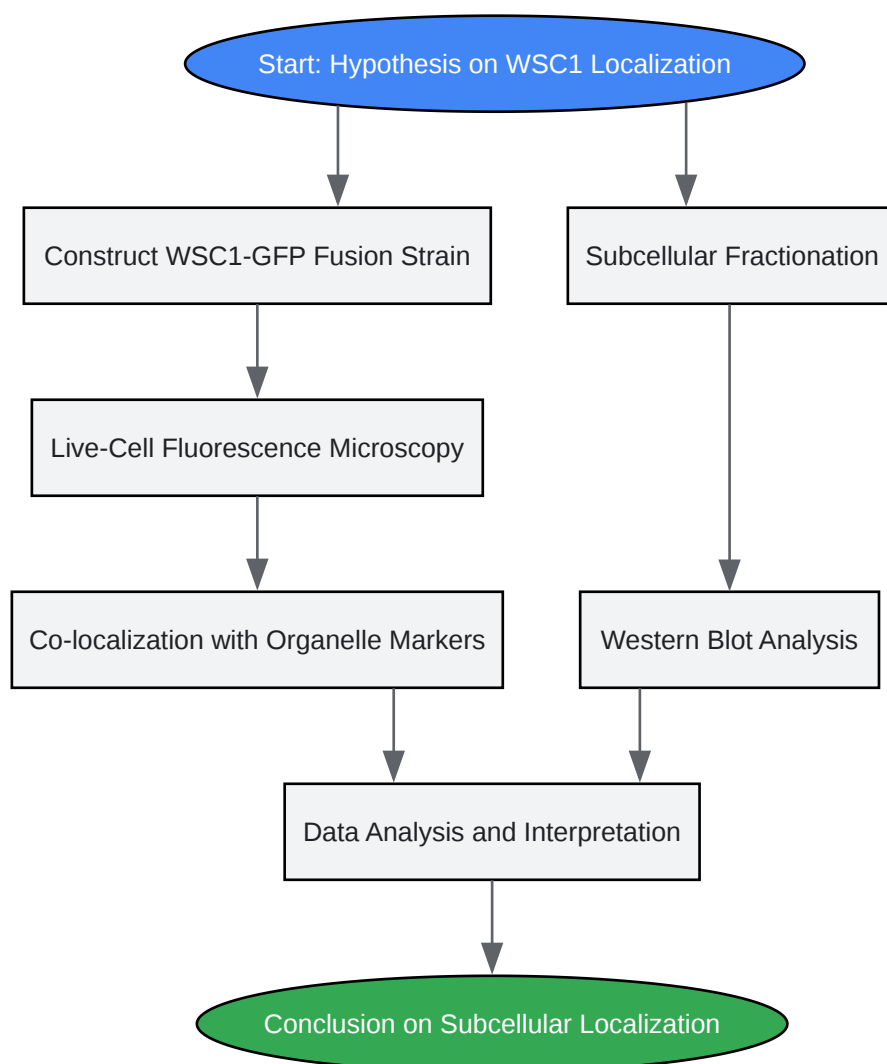 Start: Hypothesis on WSC1 Localization
Construct WSC1-GFP Fusion Strain
Subcellular Fractionation
Live-Cell Fluorescence Microscopy
Co-localization with Organelle Markers
Western Blot Analysis
Data Analysis and Interpretation
Conclusion on Subcellular Localization